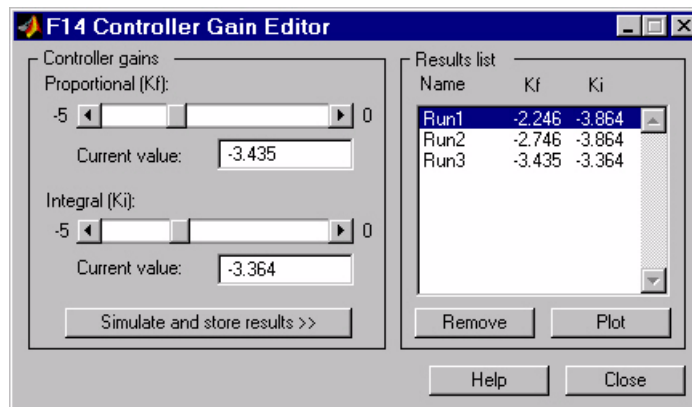 F14 Controller Gain Editor
Controller gains
Proportional (Kf):
-5 0
Current value: -3.435
Integral (Ki):
-5 0
Current value: -3.364
Simulate and store results >>
Results list
Name Kf Ki
Run1 -2.246 -3.864
Run2 -2.746 -3.864
Run3 -3.435 -3.364
Remove Plot
Help Close